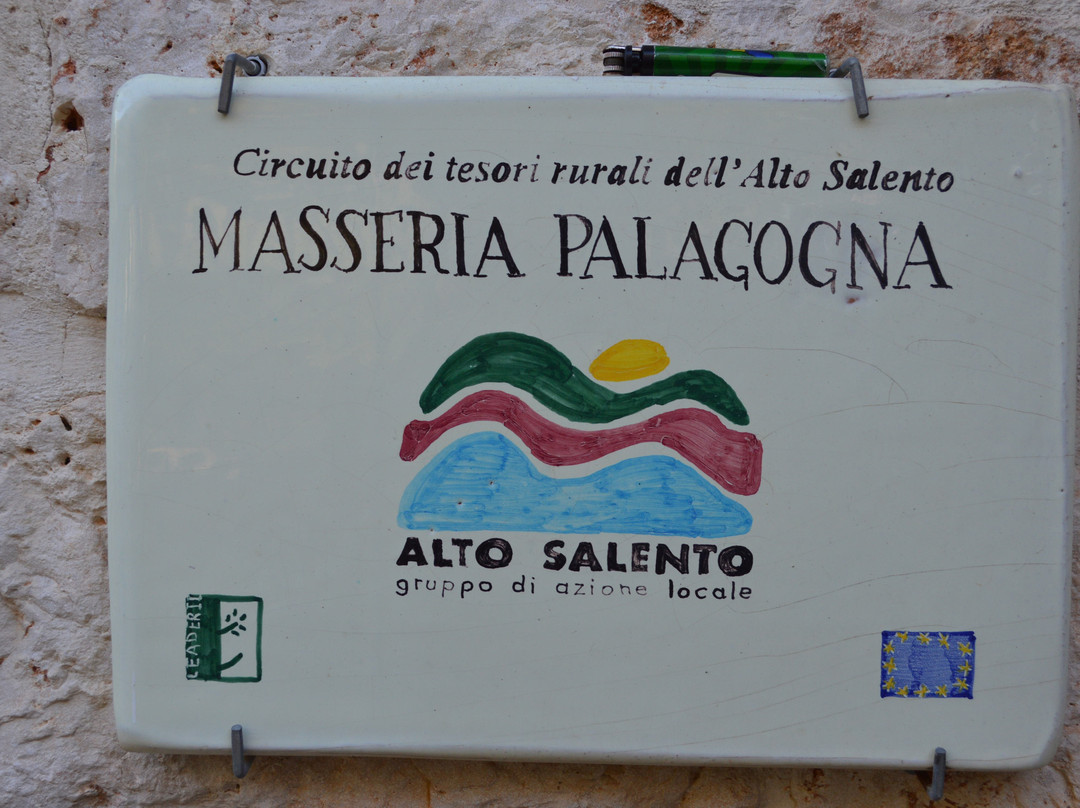 Circuito dei tesori rurali dell'Alto Salento
MASSERIA PALAGOGNA
ALTO SALENTO
gruppo di azione locale
LEADER II